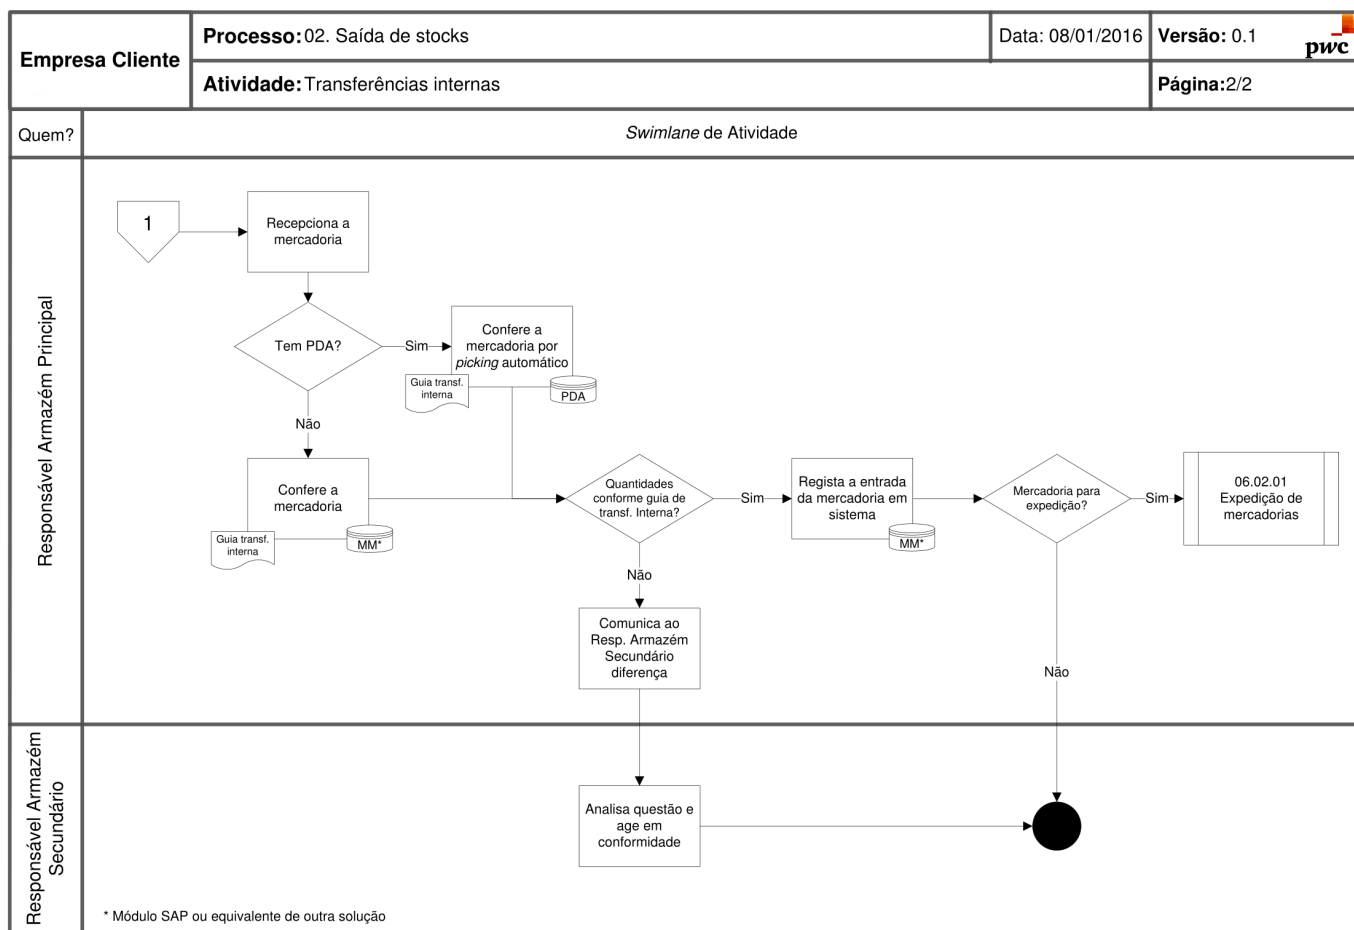 Empresa Cliente
Processo: 02. Saída de stocks
Data: 08/01/2016
Versão: 0.1
pwc
Atividade: Transferências internas
Página:2/2
Quem?
Swimlane de Atividade
Responsável Armazém Principal
1
Recepciona a
mercadoria
Tem PDA?
Sim
Confere a
mercadoria por
picking automático
Guia transf.
interna
PDA
Não
Confere a
mercadoria
Guia transf.
interna
MM*
Quantidades
conforme guia de
transf. Interna?
Sim
Regista a entrada
da mercadoria em
sistema
MM*
Mercadoria para
expedição?
Sim
06.02.01
Expedição de
mercadorias
Não
Comunica ao
Resp. Armazém
Secundário
diferença
Não
Responsável Armazém
Secundário
Analisa questão e
age em
conformidade
* Módulo SAP ou equivalente de outra solução